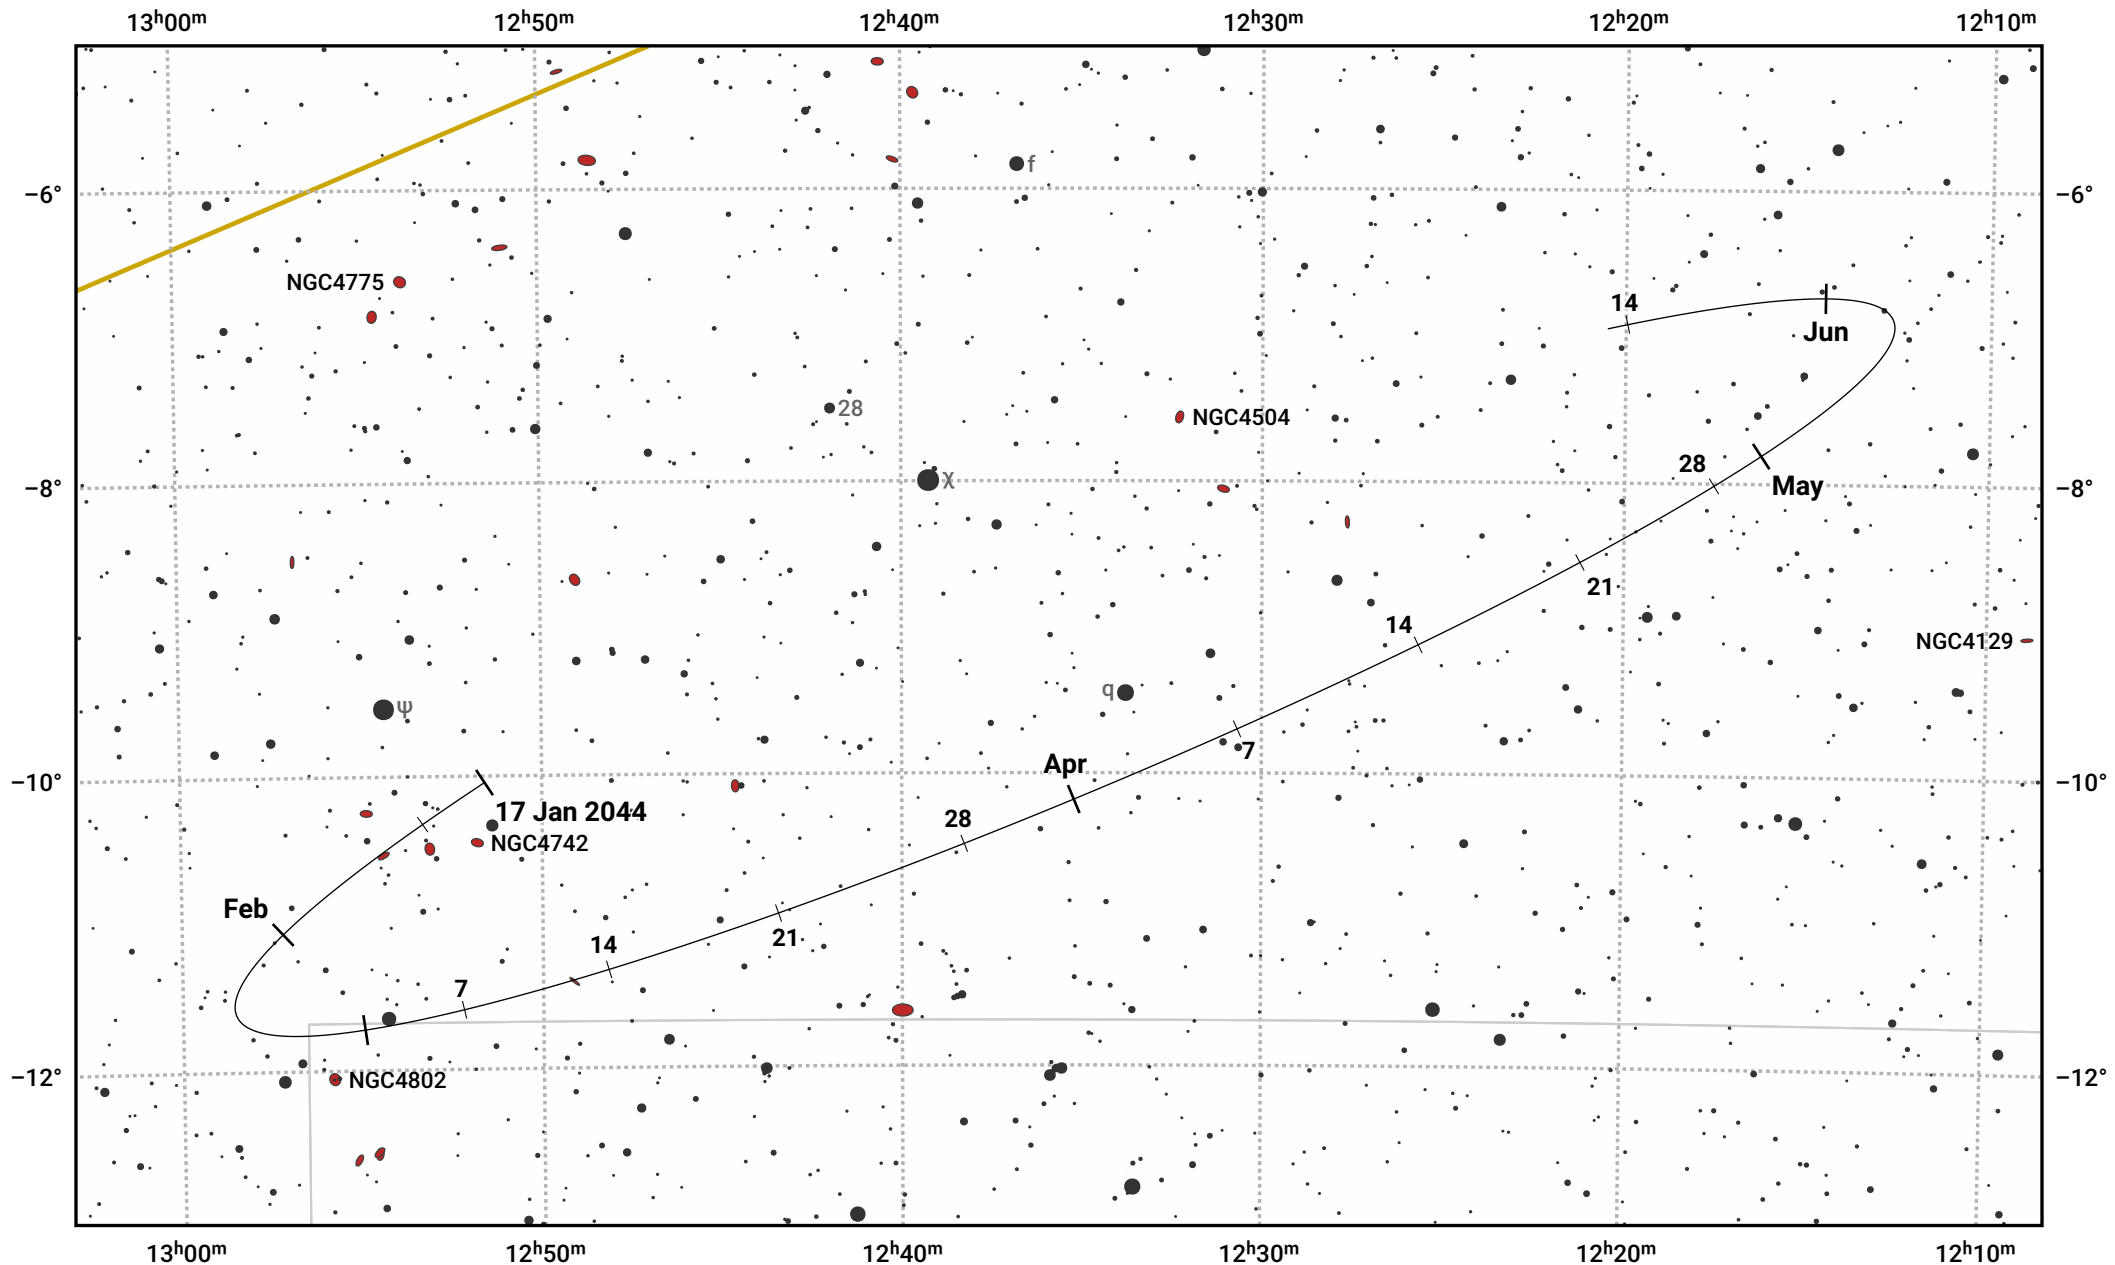 13ʰ00ᵐ 12ʰ50ᵐ 12ʰ40ᵐ 12ʰ30ᵐ 12ʰ20ᵐ 12ʰ10ᵐ
f
−6° −6°
NGC4775
14
Jun
28
NGC4504
28
χ
−8° May −8°
21
14
NGC4129
q
ψ
7
Apr
−10° −10°
17 Jan 2044
28
NGC4742
Feb
21
14
7
−12° NGC4802 −12°
13ʰ00ᵐ 12ʰ50ᵐ 12ʰ40ᵐ 12ʰ30ᵐ 12ʰ20ᵐ 12ʰ10ᵐ